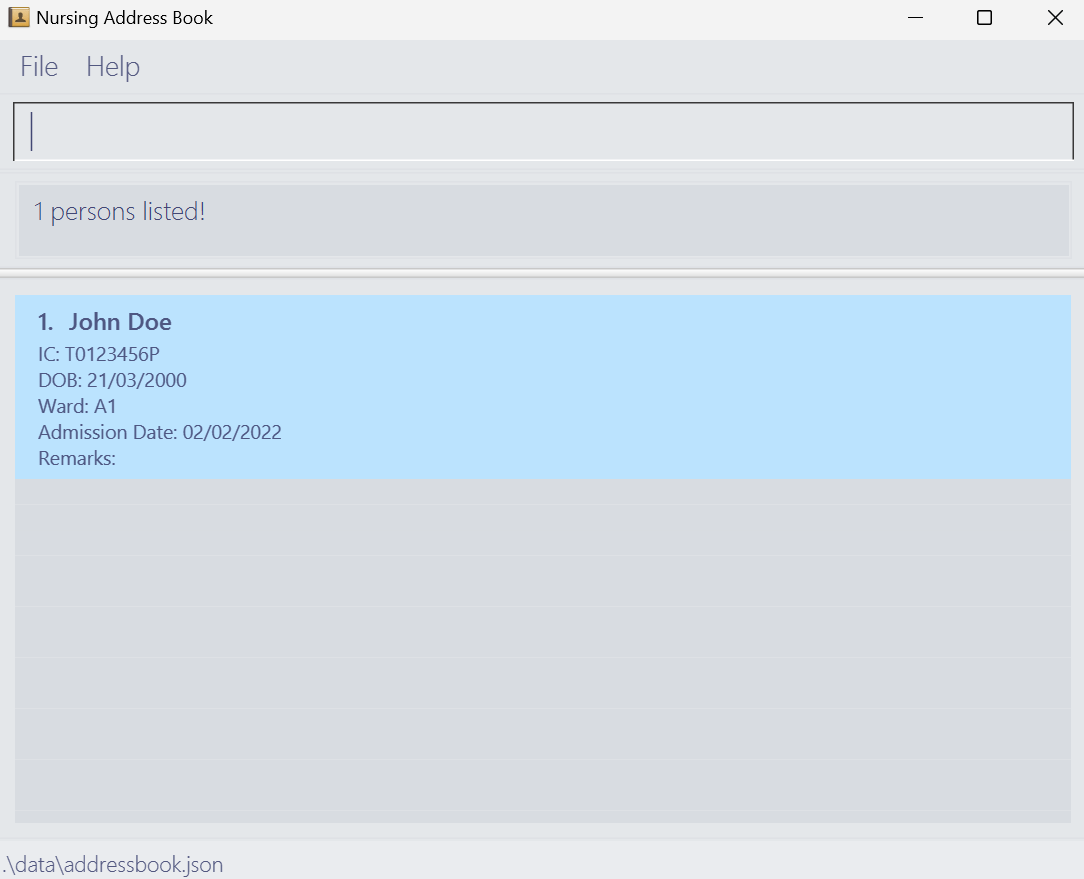 Nursing Address Book
File Help
1 persons listed!
1. John Doe
IC: T0123456P
DOB: 21/03/2000
Ward: A1
Admission Date: 02/02/2022
Remarks:
.\data\addressbook.json